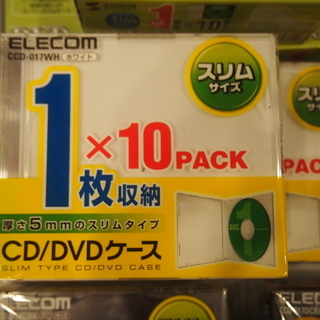 ELECOM
CCD-017WH ホワイト
スリム
サイズ
1
×10 PACK
枚収納
厚さ5mmのスリムタイプ
CD/DVDケース
SLIM TYPE CD/DVD CASE